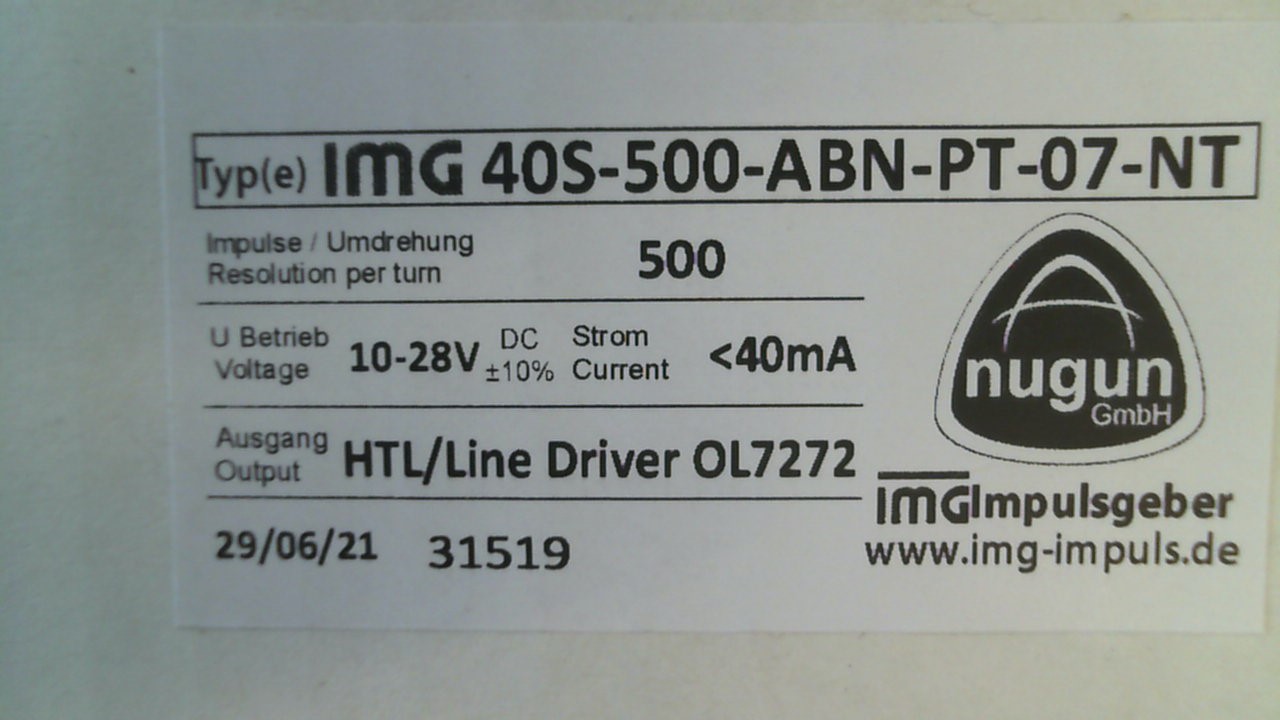 Typ(e) IMG 40S-500-ABN-PT-07-NT
Impulse / Umdrehung
Resolution per turn
500
U Betrieb
Voltage
10-28V
DC
±10%
Strom
Current
<40mA
Ausgang
Output
HTL/Line Driver OL7272
29/06/21 31519
nugun
GmbH
IMG Impulsgeber
www.img-impuls.de